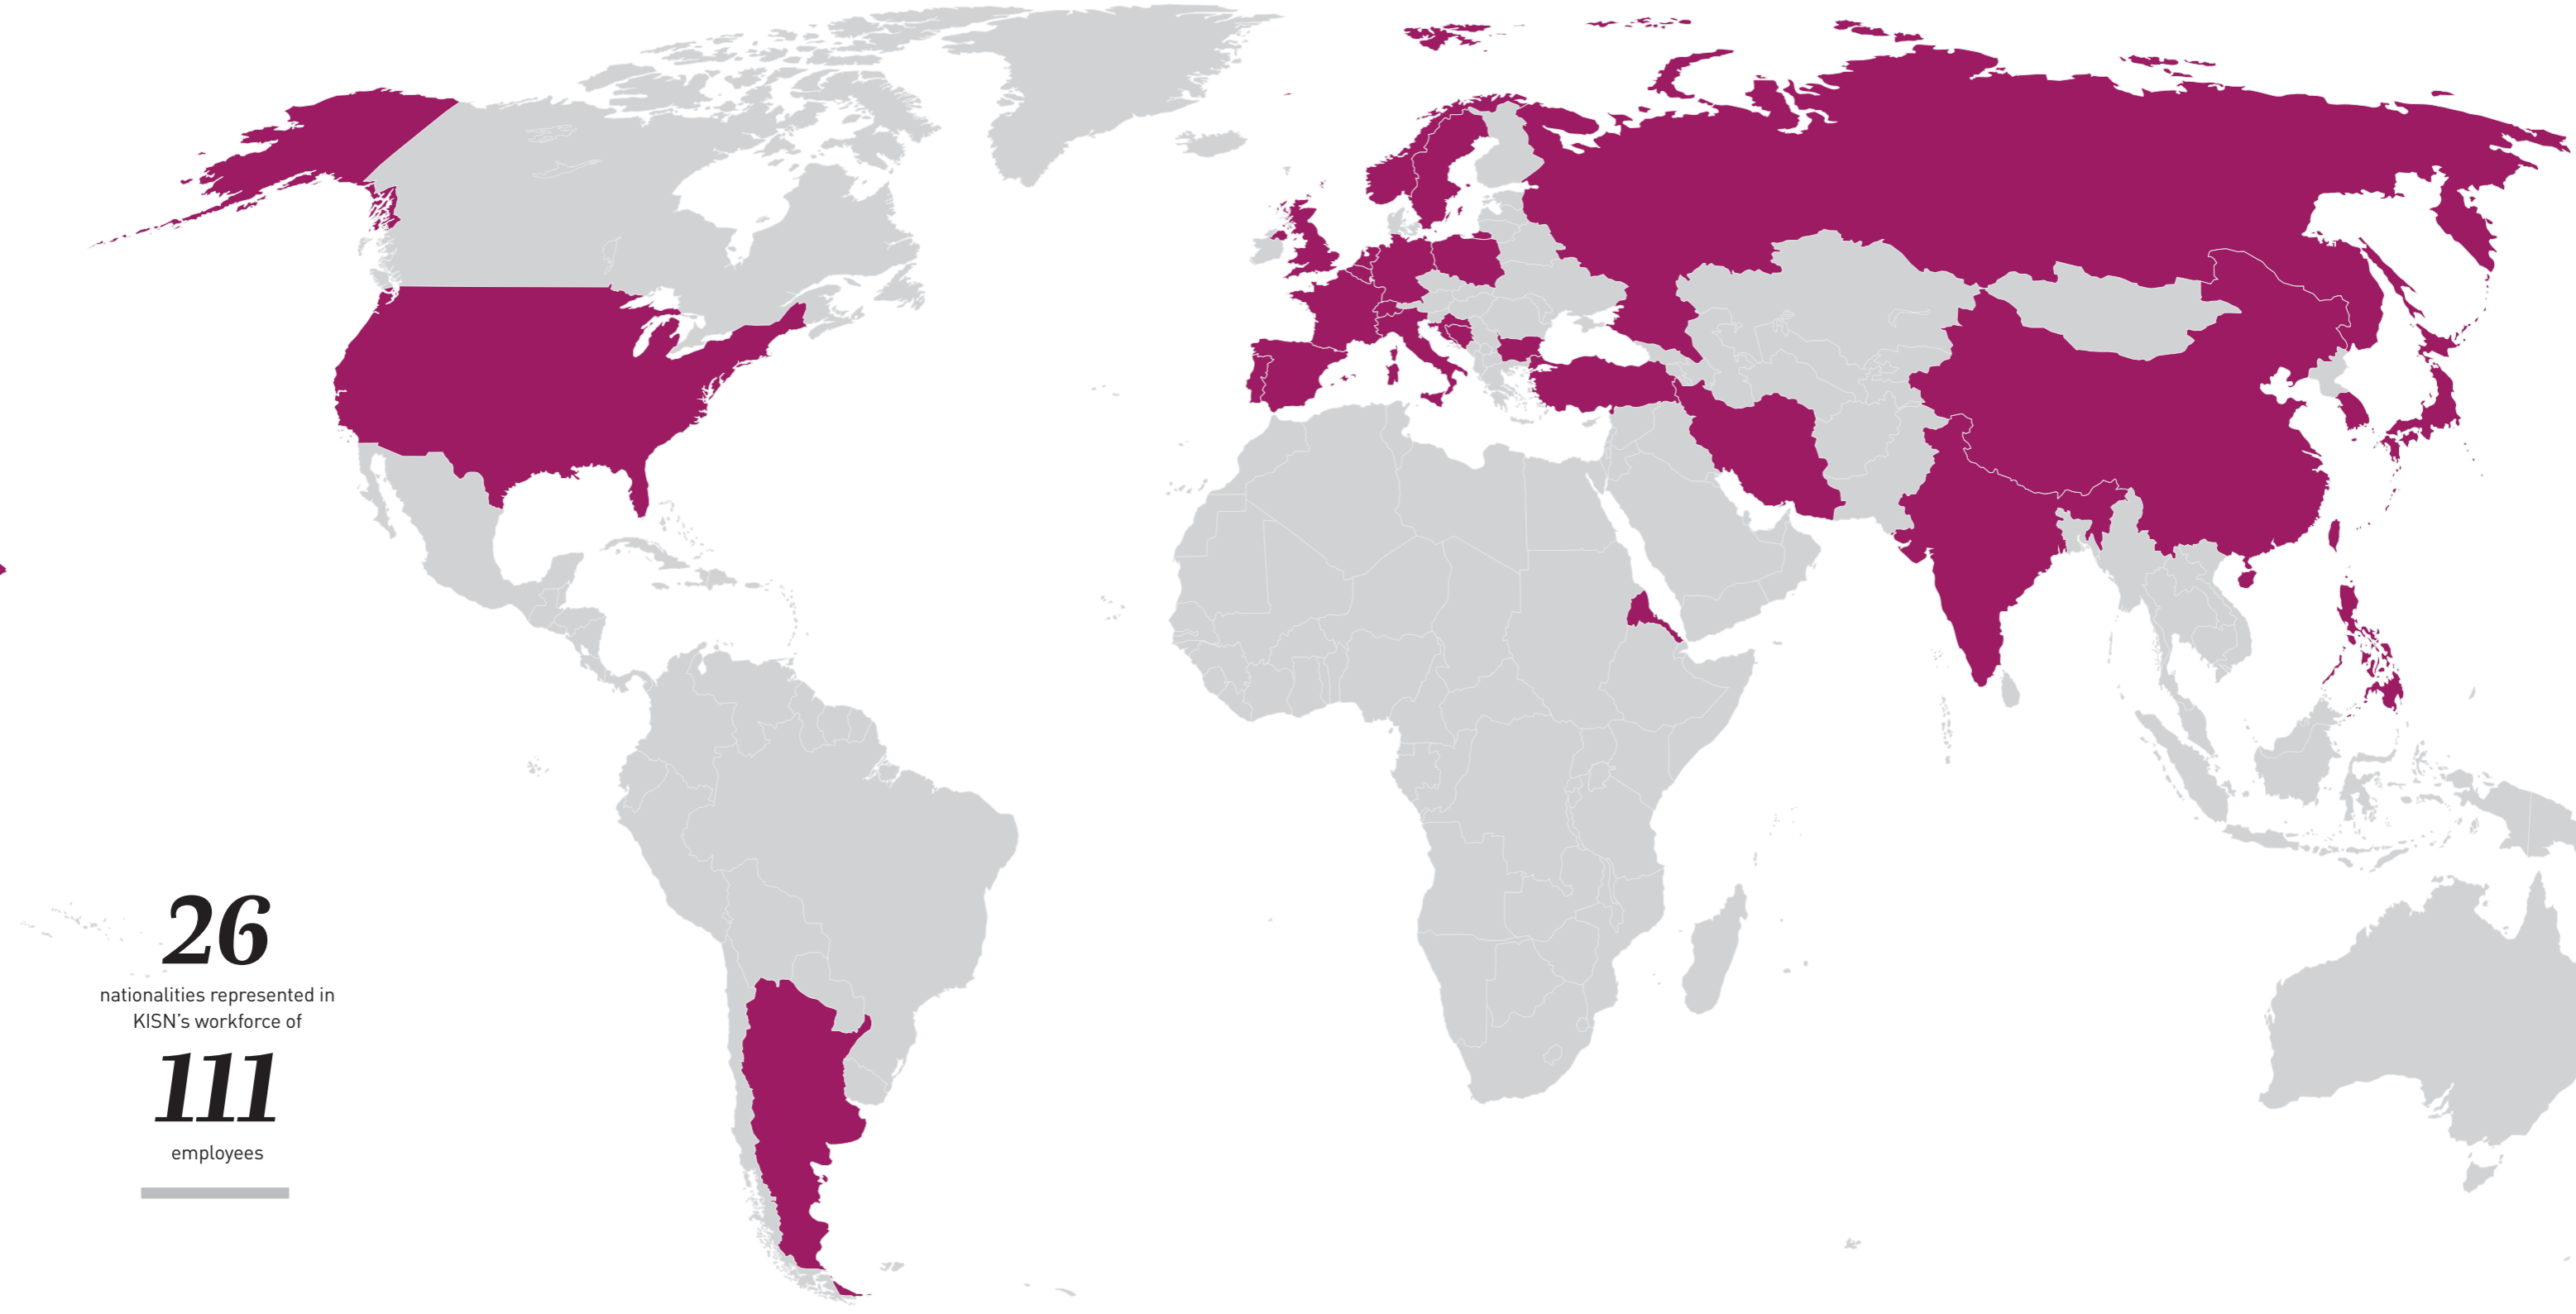 26
nationalities represented in
KISN’s workforce of
111
employees